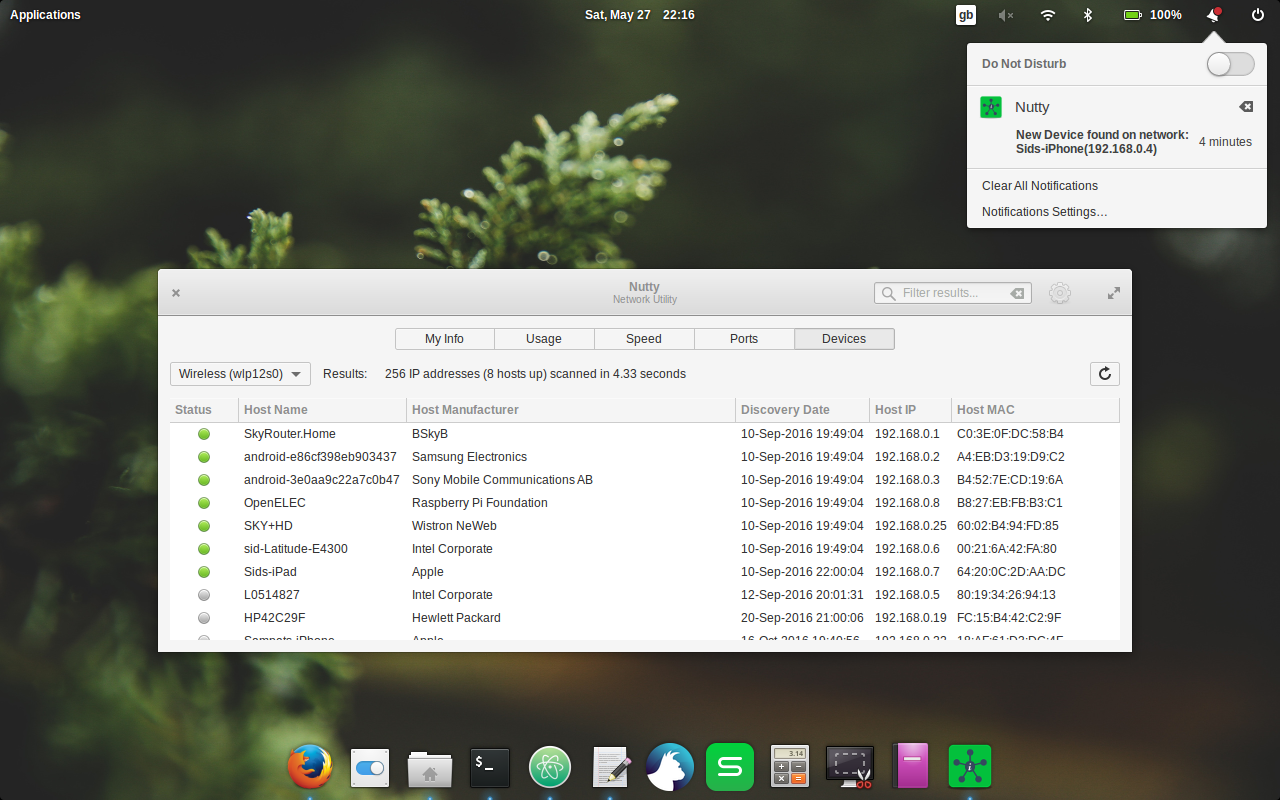 Applications
Sat, May 27 22:16
gb
100%
Do Not Disturb
Nutty
New Device found on network:
Sids-iPhone(192.168.0.4)
4 minutes
Clear All Notifications
Notifications Settings…
Nutty
Network Utility
Filter results...
My Info Usage Speed Ports Devices
Wireless (wlp12s0) Results: 256 IP addresses (8 hosts up) scanned in 4.33 seconds
Status Host Name Host Manufacturer Discovery Date Host IP Host MAC
SkyRouter.Home BSkyB 10-Sep-2016 19:49:04 192.168.0.1 C0:3E:0F:DC:58:B4
android-e86cf398eb903437 Samsung Electronics 10-Sep-2016 19:49:04 192.168.0.2 A4:EB:D3:19:D9:C2
android-3e0aa9c22a7c0b47 Sony Mobile Communications AB 10-Sep-2016 19:49:04 192.168.0.3 B4:52:7E:CD:19:6A
OpenELEC Raspberry Pi Foundation 10-Sep-2016 19:49:04 192.168.0.8 B8:27:EB:FB:B3:C1
SKY+HD Wistron NeWeb 10-Sep-2016 19:49:04 192.168.0.25 60:02:B4:94:FD:85
sid-Latitude-E4300 Intel Corporate 10-Sep-2016 19:49:04 192.168.0.6 00:21:6A:42:FA:80
Sids-iPad Apple 10-Sep-2016 22:00:04 192.168.0.7 64:20:0C:2D:AA:DC
L0514827 Intel Corporate 12-Sep-2016 20:01:31 192.168.0.5 80:19:34:26:94:13
HP42C29F Hewlett Packard 20-Sep-2016 21:00:06 192.168.0.19 FC:15:B4:42:C2:9F
Apple
$_
3.14